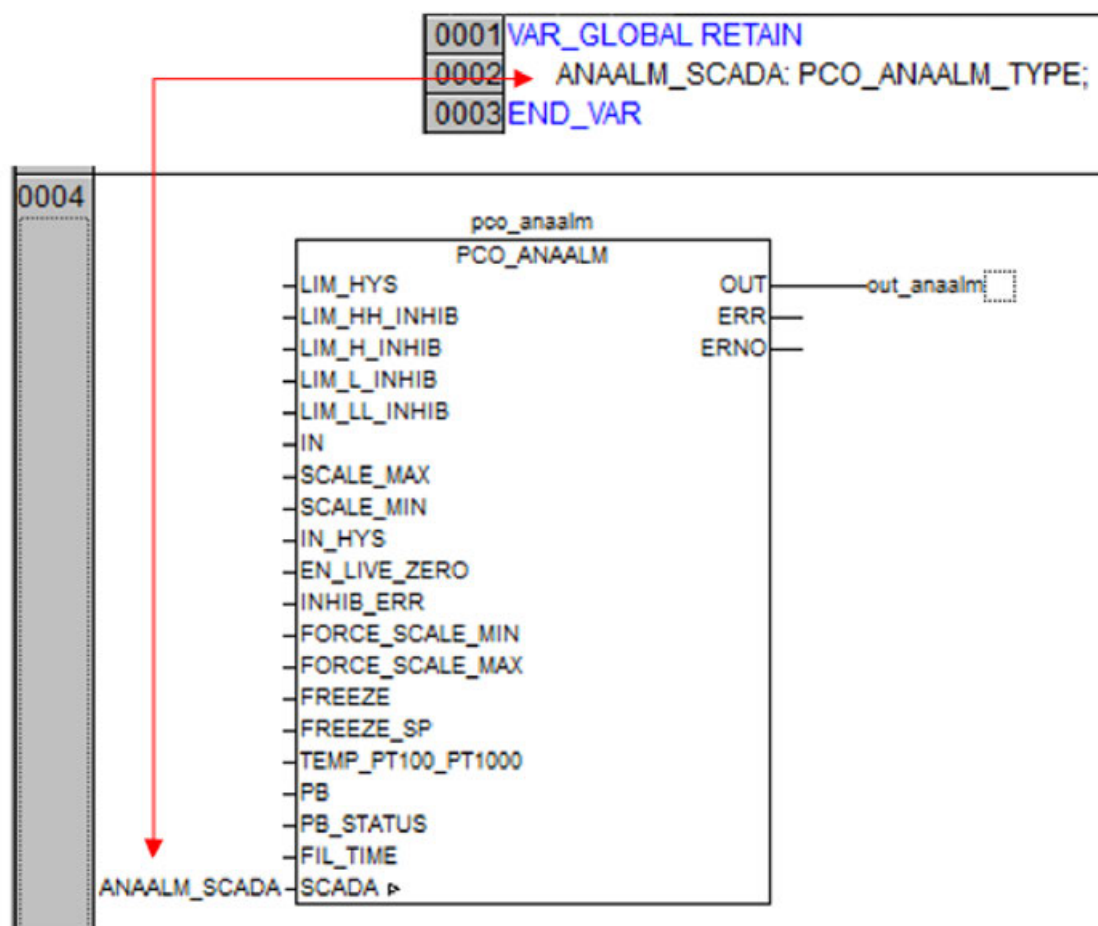 0001 VAR_GLOBAL RETAIN
0002 ANAALM_SCADA: PCO_ANAALM_TYPE;
0003 END_VAR
0004
pco_anaalm
PCO_ANAALM
LIM_HYS OUT out_anaalm
LIM_HH_INHIB ERR
LIM_H_INHIB ERNO
LIM_L_INHIB
LIM_LL_INHIB
IN
SCALE_MAX
SCALE_MIN
IN_HYS
EN_LIVE_ZERO
INHIB_ERR
FORCE_SCALE_MIN
FORCE_SCALE_MAX
FREEZE
FREEZE_SP
TEMP_PT100_PT1000
PB
PB_STATUS
FIL_TIME
ANAALM_SCADA SCADA